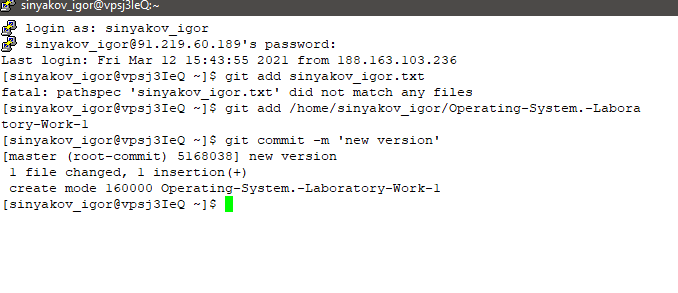 sinyakov_igor@vpsj3IeQ:~
login as: sinyakov_igor
sinyakov_igor@91.219.60.189's password:
Last login: Fri Mar 12 15:43:55 2021 from 188.163.103.236
[sinyakov_igor@vpsj3IeQ ~]$ git add sinyakov_igor.txt
fatal: pathspec 'sinyakov_igor.txt' did not match any files
[sinyakov_igor@vpsj3IeQ ~]$ git add /home/sinyakov_igor/Operating-System.-Labora
tory-Work-1
[sinyakov_igor@vpsj3IeQ ~]$ git commit -m 'new version'
[master (root-commit) 5168038] new version
1 file changed, 1 insertion(+)
create mode 160000 Operating-System.-Laboratory-Work-1
[sinyakov_igor@vpsj3IeQ ~]$